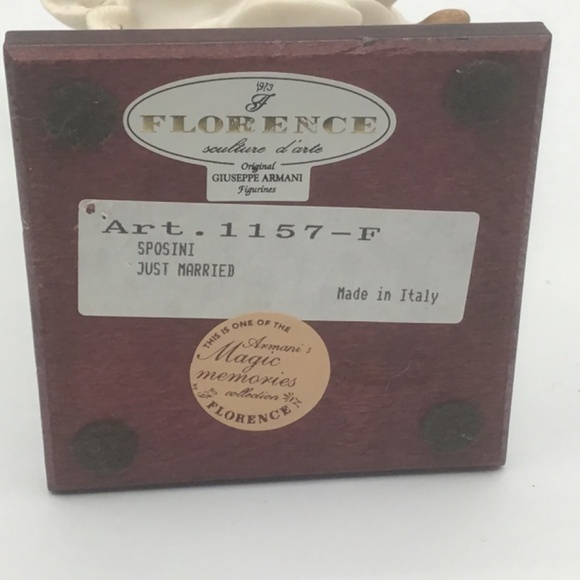 1973
FLORENCE
sculture d'arte
Original
GIUSEPPE ARMANI
Figurines
Art.1157-F
SPOSINI
JUST MARRIED
Made in Italy
THIS IS ONE OF THE
Armani's
Magic
memories
collection
FLORENCE